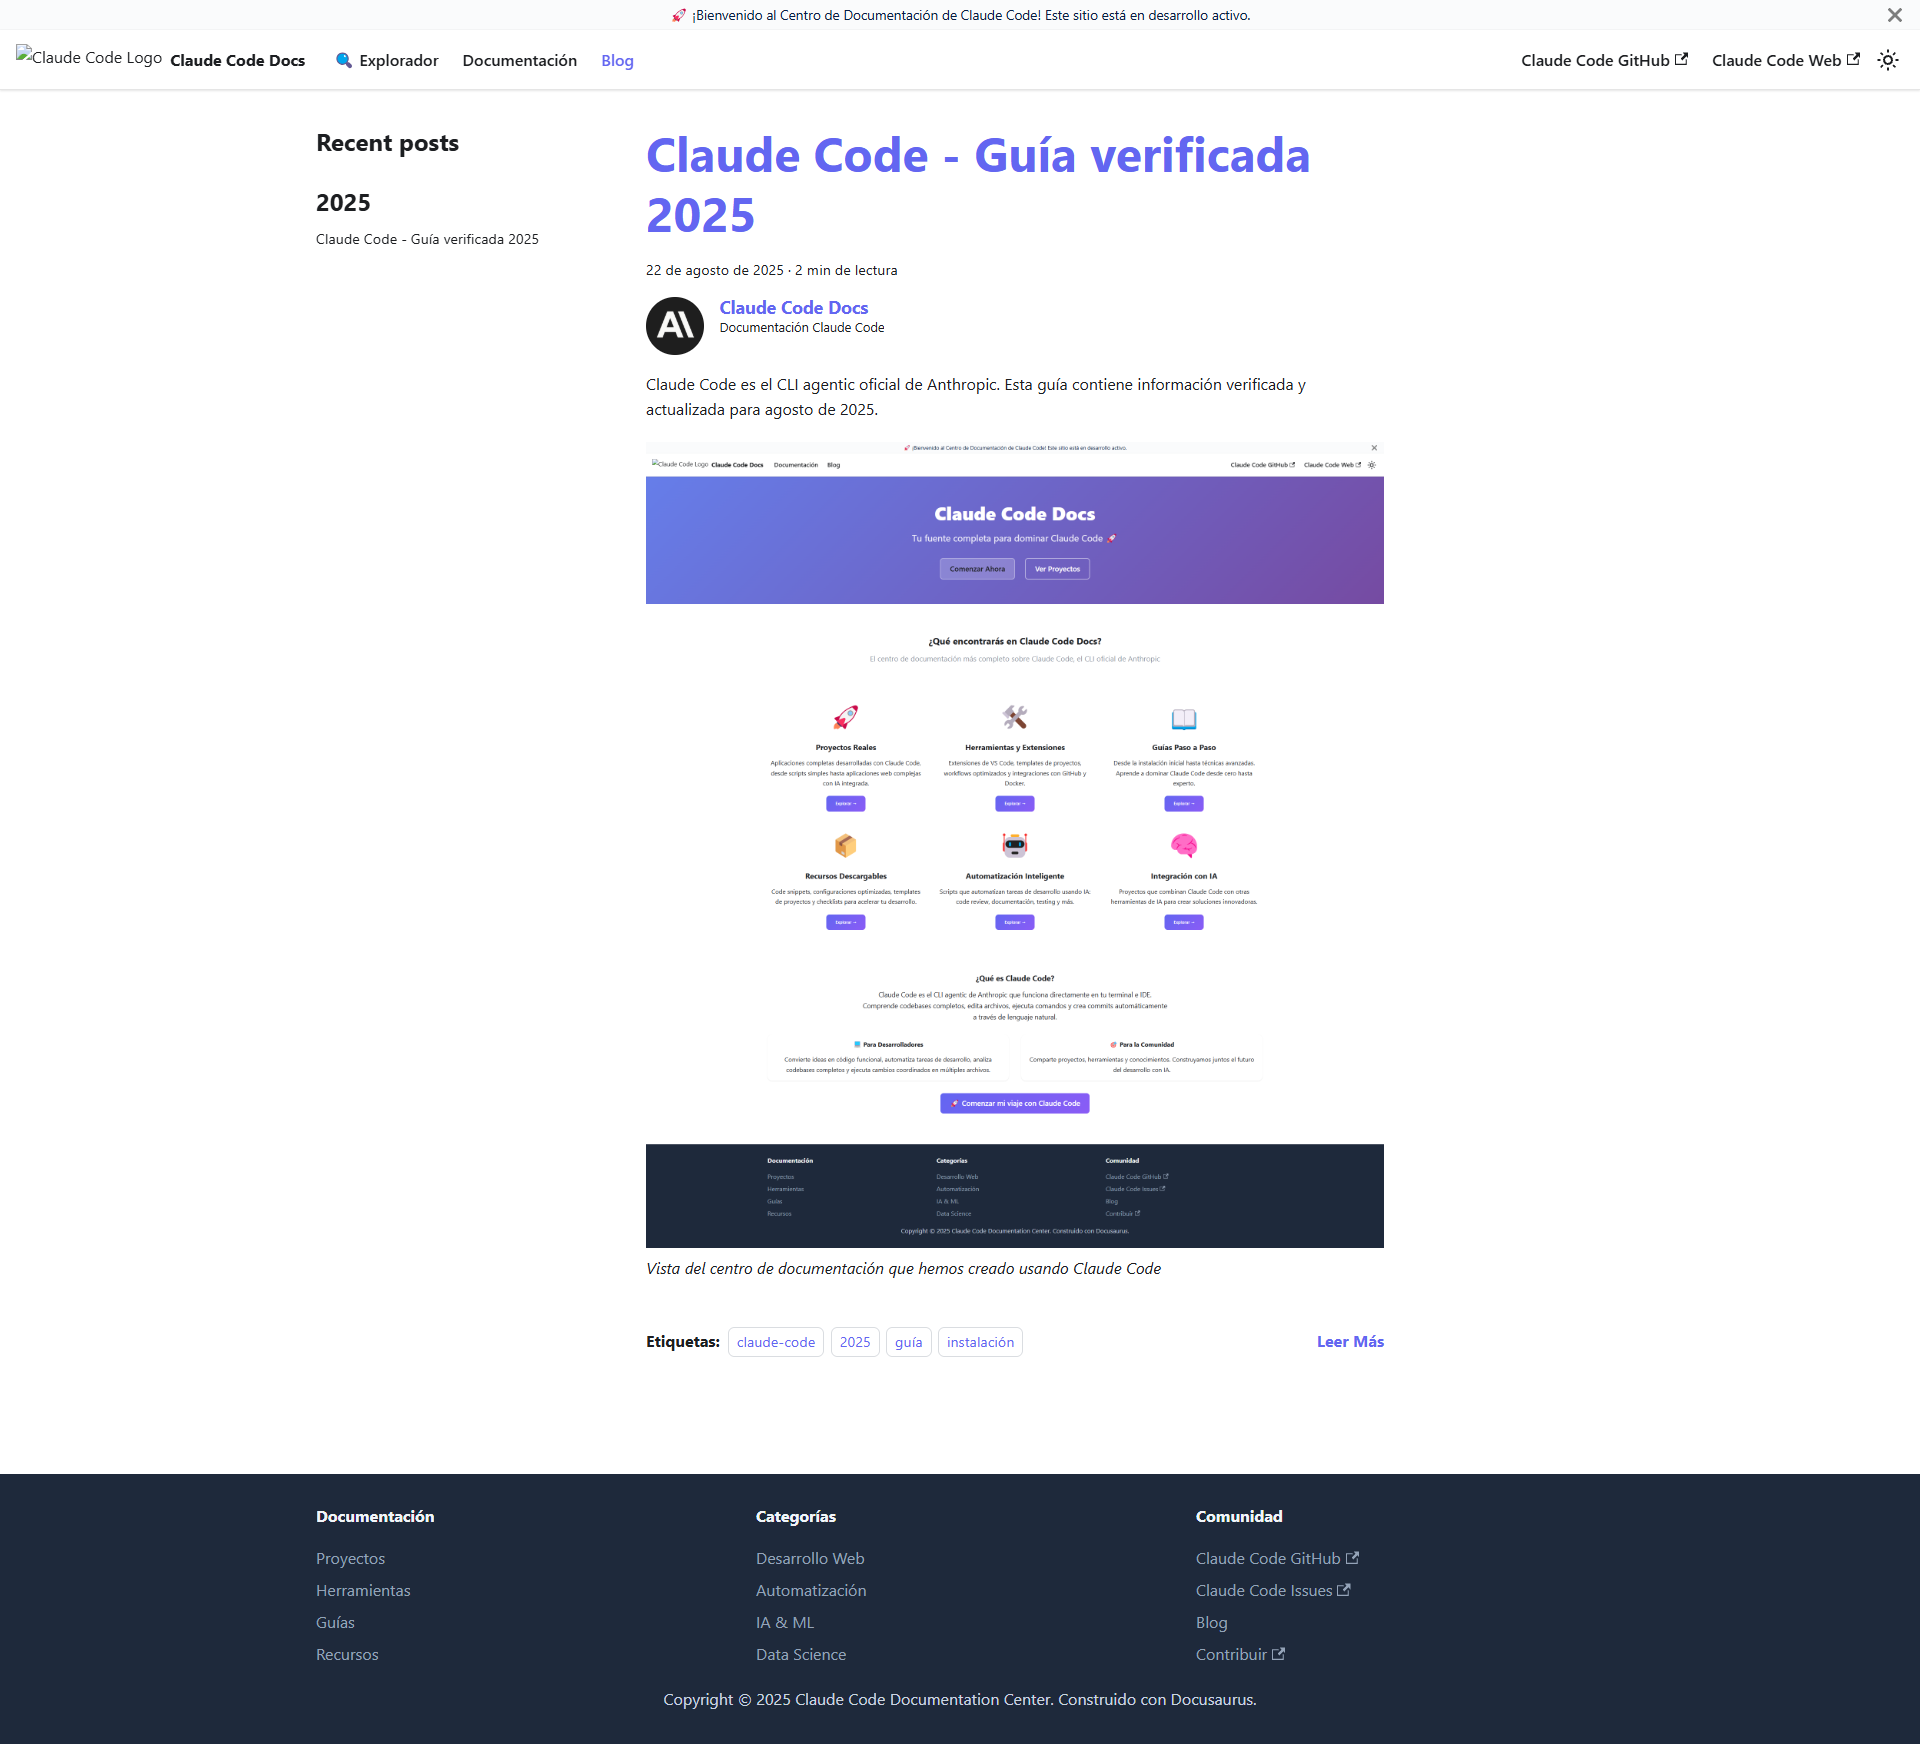 🚀 ¡Bienvenido al Centro de Documentación de Claude Code! Este sitio está en desarrollo activo.
Claude Code Logo Claude Code Docs 🔍 Explorador Documentación Blog Claude Code GitHub Claude Code Web
Recent posts
2025
Claude Code - Guía verificada 2025
Claude Code - Guía verificada
2025
22 de agosto de 2025 · 2 min de lectura
Claude Code Docs
Documentación Claude Code
Claude Code es el CLI agentic oficial de Anthropic. Esta guía contiene información verificada y
actualizada para agosto de 2025.
🚀 ¡Bienvenido al Centro de Documentación de Claude Code! Este sitio está en desarrollo activo.
Claude Code Logo Claude Code Docs Documentación Blog Claude Code GitHub Claude Code Web
Claude Code Docs
Tu fuente completa para dominar Claude Code 🚀
Comenzar Ahora Ver Proyectos
¿Qué encontrarás en Claude Code Docs?
El centro de documentación más completo sobre Claude Code, el CLI oficial de Anthropic
Proyectos Reales
Aplicaciones completas desarrolladas con Claude Code,
desde scripts simples hasta aplicaciones web complejas
con IA integrada.
Explorar →
Herramientas y Extensiones
Extensiones de VS Code, templates de proyectos,
workflows optimizados y integraciones con GitHub y
Docker.
Explorar →
Guías Paso a Paso
Desde la instalación inicial hasta técnicas avanzadas.
Aprende a dominar Claude Code desde cero hasta
experto.
Explorar →
Recursos Descargables
Code snippets, configuraciones optimizadas, templates
de proyectos y checklists para acelerar tu desarrollo.
Explorar →
Automatización Inteligente
Scripts que automatizan tareas de desarrollo usando IA:
code review, documentación, testing y más.
Explorar →
Integración con IA
Proyectos que combinan Claude Code con otras
herramientas de IA para crear soluciones innovadoras.
Explorar →
¿Qué es Claude Code?
Claude Code es el CLI agentic de Anthropic que funciona directamente en tu terminal e IDE.
Comprende codebases completos, edita archivos, ejecuta comandos y crea commits automáticamente
a través de lenguaje natural.
Para Desarrolladores
Convierte ideas en código funcional, automatiza tareas de desarrollo, analiza
codebases completos y ejecuta cambios coordinados en múltiples archivos.
Para la Comunidad
Comparte proyectos, herramientas y conocimientos. Construyamos juntos el futuro
del desarrollo con IA.
🚀 Comenzar mi viaje con Claude Code
Documentación
Proyectos
Herramientas
Guías
Recursos
Categorías
Desarrollo Web
Automatización
IA & ML
Data Science
Comunidad
Claude Code GitHub
Claude Code Issues
Blog
Contribuir
Copyright © 2025 Claude Code Documentation Center. Construido con Docusaurus.
Vista del centro de documentación que hemos creado usando Claude Code
Etiquetas: claude-code 2025 guía instalación Leer Más
Documentación
Proyectos
Herramientas
Guías
Recursos
Categorías
Desarrollo Web
Automatización
IA & ML
Data Science
Comunidad
Claude Code GitHub
Claude Code Issues
Blog
Contribuir
Copyright © 2025 Claude Code Documentation Center. Construido con Docusaurus.